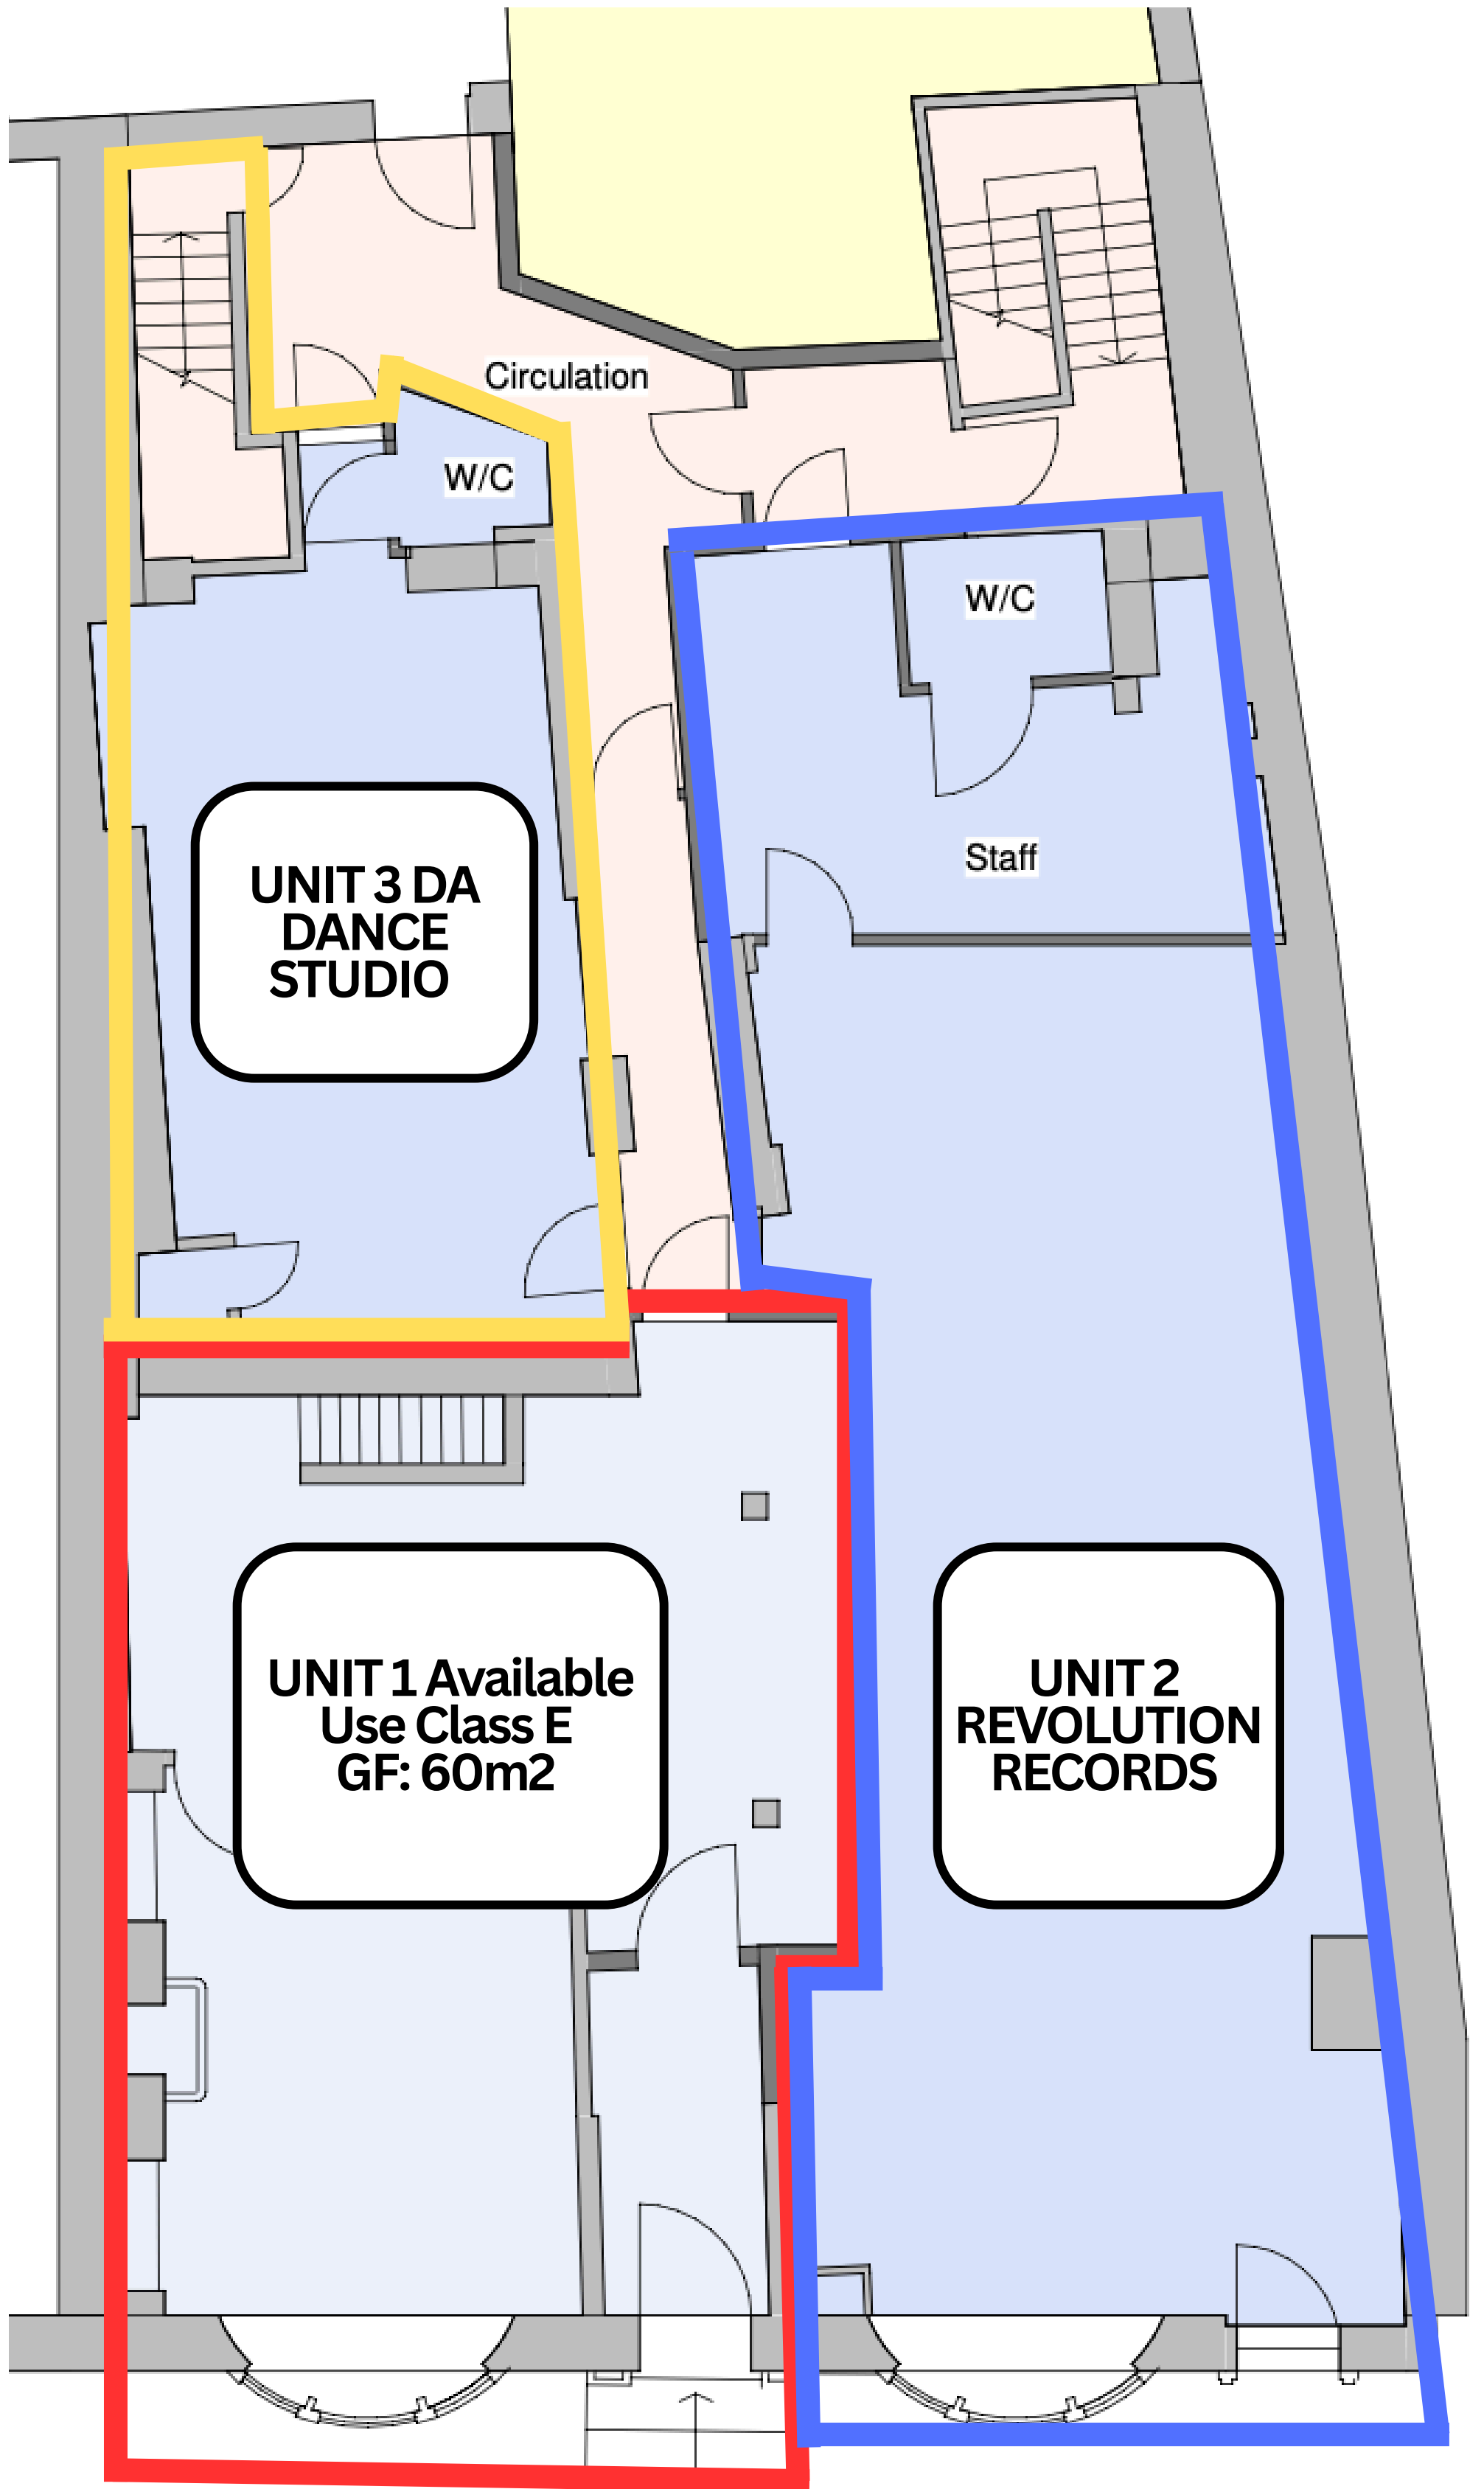 Circulation
W/C
W/C
Staff
UNIT 3 DA
DANCE
STUDIO
UNIT 1 Available
Use Class E
GF: 60m2
UNIT 2
REVOLUTION
RECORDS